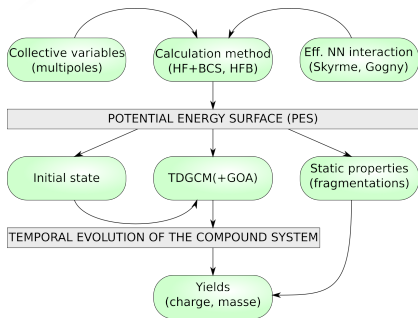 Collective variables
(multipoles)
Calculation method
(HF+BCS, HFB)
Eff. NN interaction
(Skyrme, Gogny)
POTENTIAL ENERGY SURFACE (PES)
Initial state
TDGCM(+GOA)
Static properties
(fragmentations)
TEMPORAL EVOLUTION OF THE COMPOUND SYSTEM
Yields
(charge, masse)